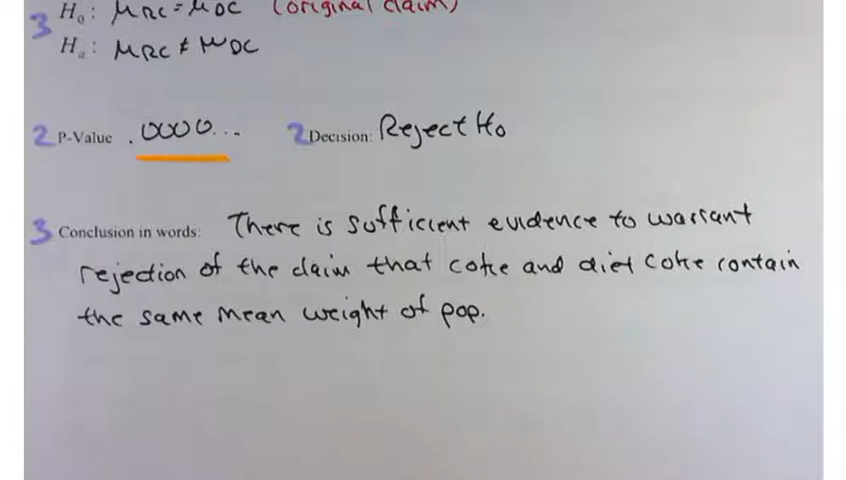 3 H₀: μRC = μDC (original claim)
Hₐ: μRC ≠ μDC
2 P-Value .0000... 2 Decision: Reject Ho
3 Conclusion in words: There is sufficient evidence to warrant
rejection of the claim that coke and diet coke contain
the same mean weight of pop.